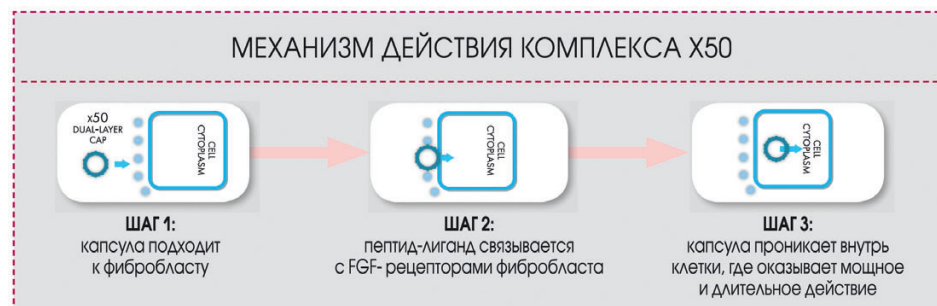 МЕХАНИЗМ ДЕЙСТВИЯ КОМПЛЕКСА X50
x50
DUAL-LAYER
CAP
CELL
CYTOPLASM
CELL
CYTOPLASM
CELL
CYTOPLASM
ШАГ 1:
капсула подходит
к фибробласту
ШАГ 2:
пептид-лиганд связывается
с FGF- рецепторами фибробласта
ШАГ 3:
капсула проникает внутрь
клетки, где оказывает мощное
и длительное действие